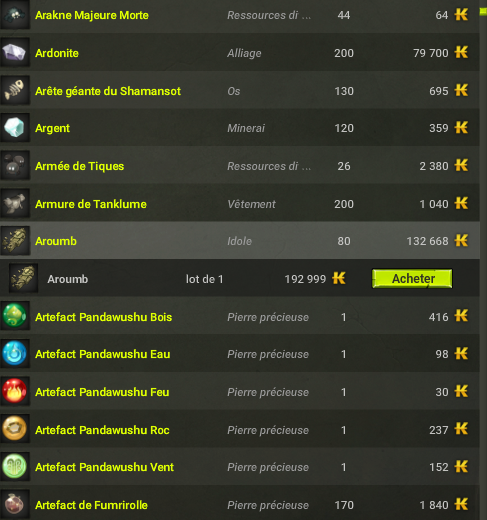 Arakne Majeure Morte Ressources di ... 44 64
Ardonite Alliage 200 79 700
Arête géante du Shamansot Os 130 695
Argent Minerai 120 359
Armée de Tiques Ressources di ... 26 2 380
Armure de Tanklume Vêtement 200 1 040
Aroumb Idole 80 132 668
Aroumb lot de 1 192 999 Acheter
Artefact Pandawushu Bois Pierre précieuse 1 416
Artefact Pandawushu Eau Pierre précieuse 1 98
Artefact Pandawushu Feu Pierre précieuse 1 30
Artefact Pandawushu Roc Pierre précieuse 1 237
Artefact Pandawushu Vent Pierre précieuse 1 152
Artefact de Fumrirolle Pierre précieuse 170 1 840